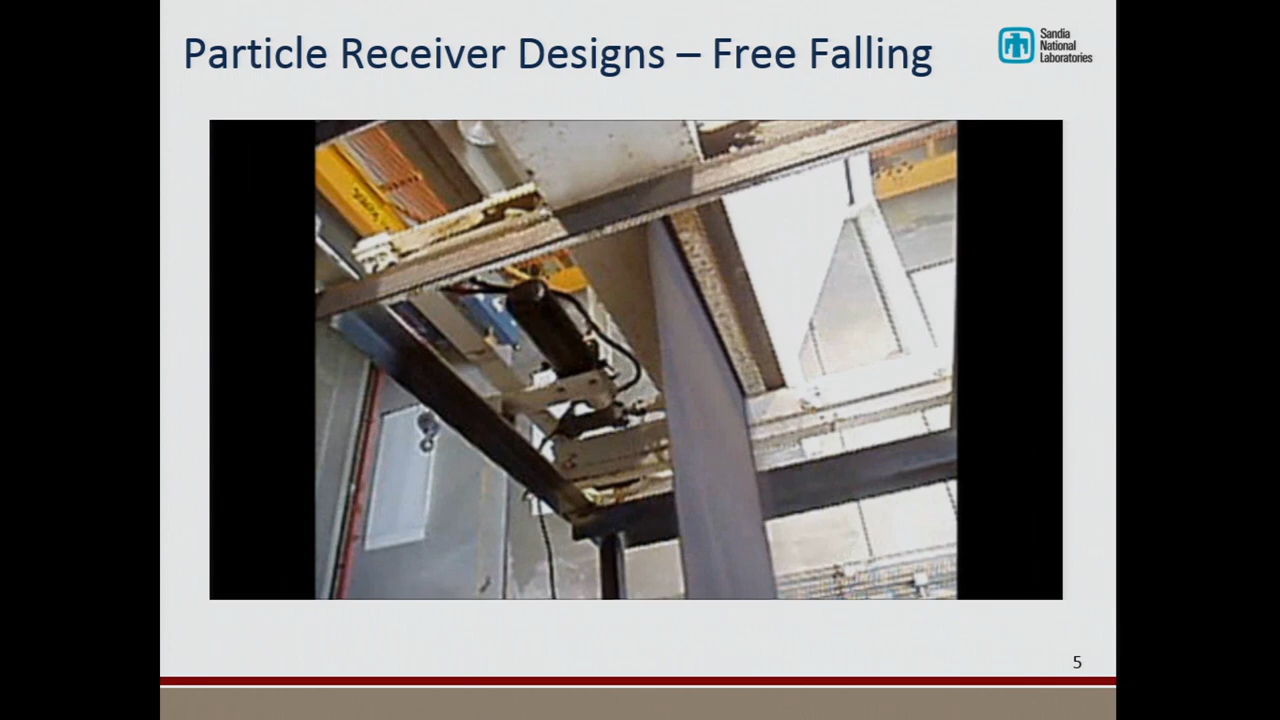 Particle Receiver Designs – Free Falling
Sandia
National
Laboratories
5